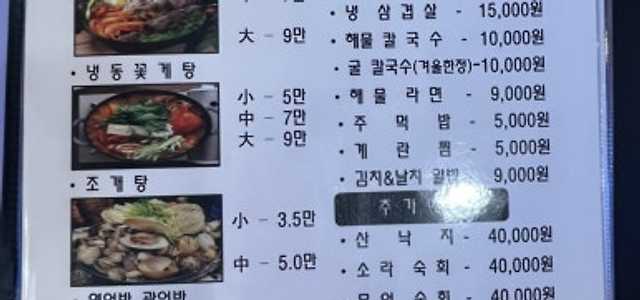 大 - 9만
• 냉동꽃게탕
小 - 5만
中 - 7만
大 - 9만
• 조개탕
小 - 3.5만
中 - 5.0만
• 냉 삼겹살 - 15,000원
• 해물 칼국수 - 10,000원
• 굴 칼국수(겨울한정)-10,000원
• 해물 라면 - 9,000원
• 주먹밥 - 5,000원
• 계란찜 - 5,000원
• 김치&날치 알밥 9,000원
추가
• 산낙지 - 40,000원
• 소라숙회 - 40,000원
40,000원